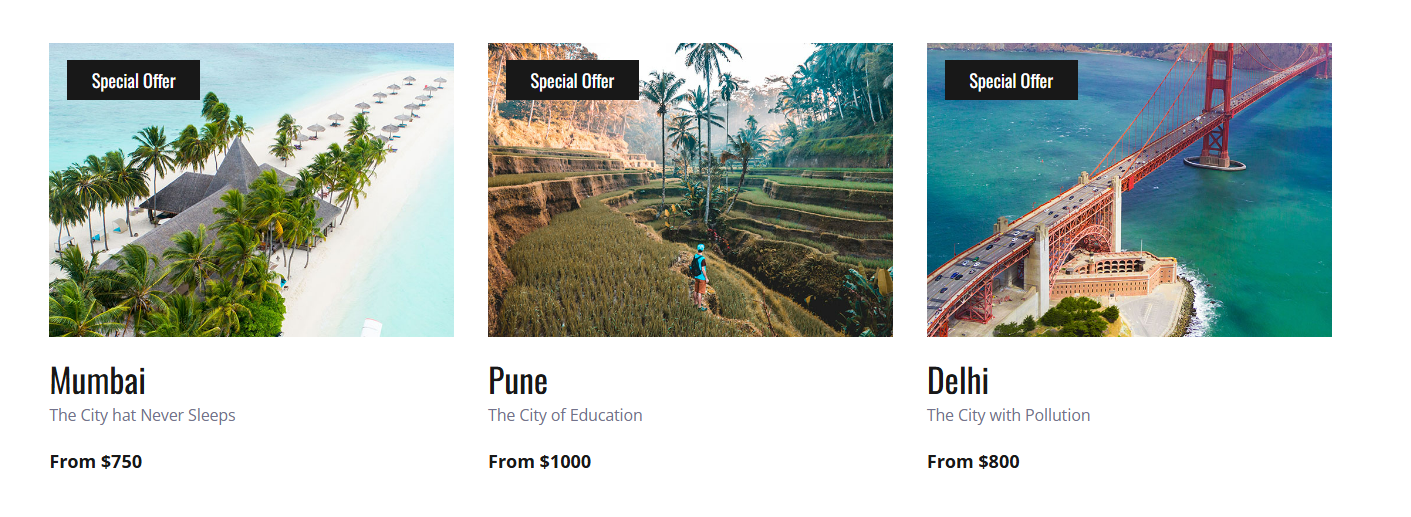 Special Offer
Special Offer
Special Offer
Mumbai
The City hat Never Sleeps
From $750
Pune
The City of Education
From $1000
Delhi
The City with Pollution
From $800